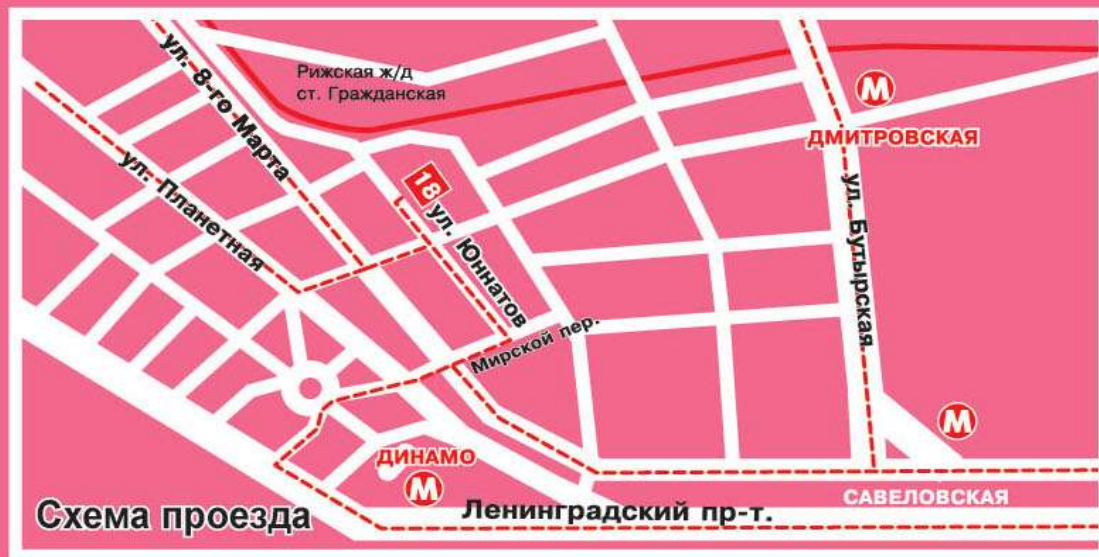 ул. 8-го Марта
Рижская ж/д
ст. Гражданская
М
ДМИТРОВСКАЯ
ул. Планетная
18
ул. Юннатов
ул. Бутырская
Мирской пер.
М
ДИНАМО
М
САВЕЛОВСКАЯ
Ленинградский пр-т.
Схема проезда